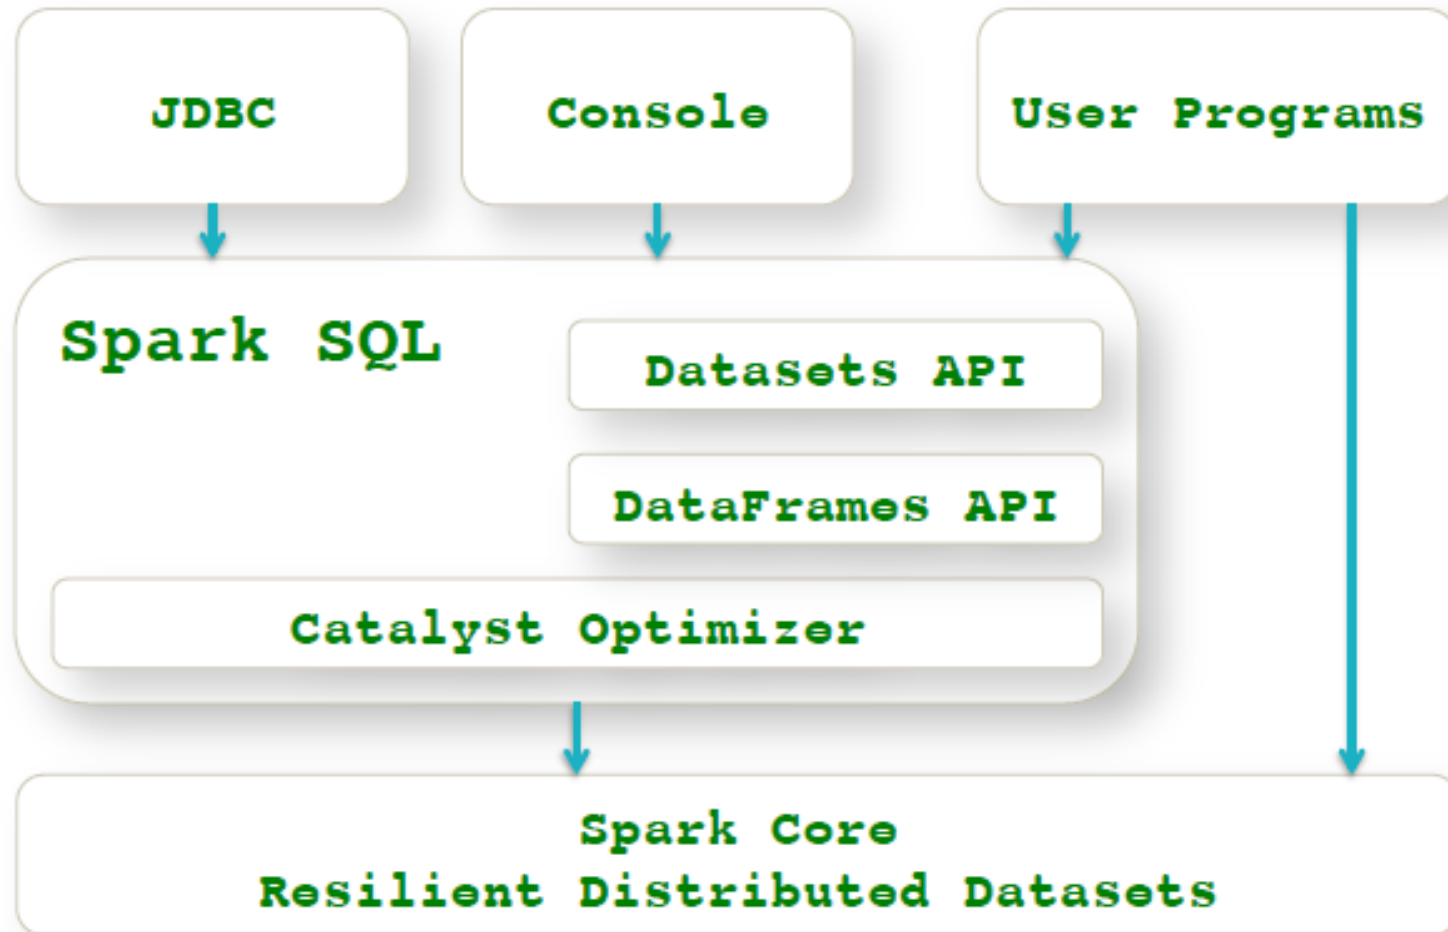 JDBC
Console
User Programs
Spark SQL
Datasets API
DataFrames API
Catalyst Optimizer
Spark Core
Resilient Distributed Datasets